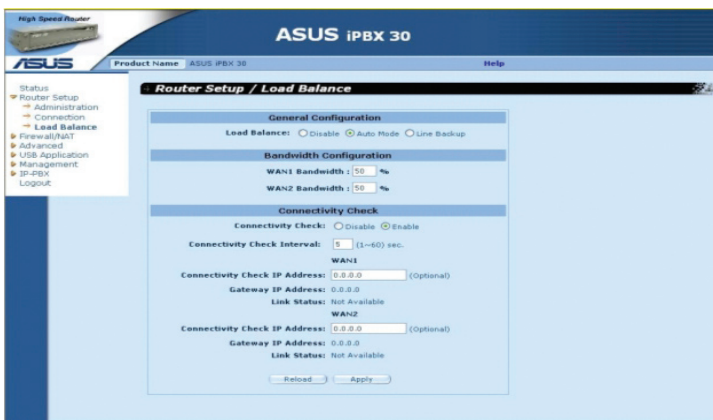 High Speed Router
ASUS iPBX 30
ASUS
Product Name ASUS iPBX 30 Help
Status
Router Setup
Administration
Connection
Load Balance
Firewall/NAT
Advanced
USB Application
Management
IP-PBX
Logout
Router Setup / Load Balance
General Configuration
Load Balance: Disable Auto Mode Line Backup
Bandwidth Configuration
WAN1 Bandwidth : 50 %
WAN2 Bandwidth : 50 %
Connectivity Check
Connectivity Check: Disable Enable
Connectivity Check Interval: 5 (1~60) sec.
WAN1
Connectivity Check IP Address: 0.0.0.0 (Optional)
Gateway IP Address: 0.0.0.0
Link Status: Not Available
WAN2
Connectivity Check IP Address: 0.0.0.0 (Optional)
Gateway IP Address: 0.0.0.0
Link Status: Not Available
Reload Apply